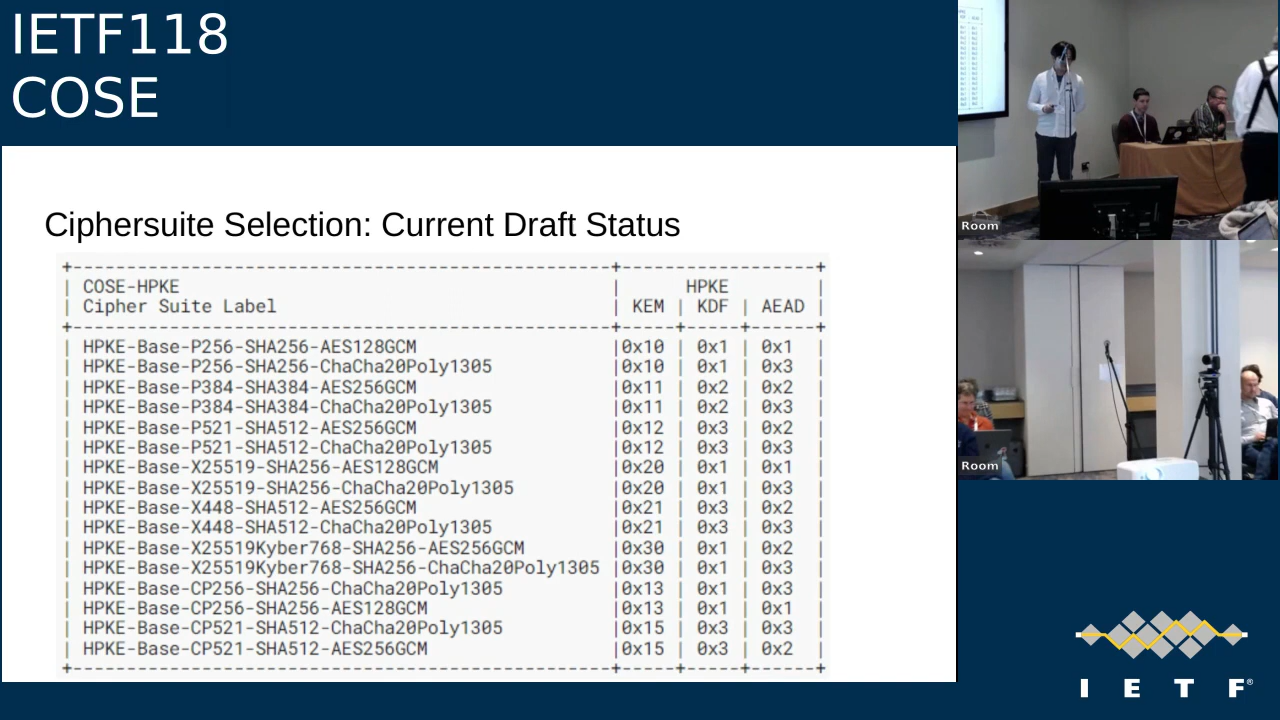 IETF118
COSE
Ciphersuite Selection: Current Draft Status
+-------------------------------------------------+------------------+
| COSE-HPKE | HPKE |
| Cipher Suite Label | KEM | KDF | AEAD |
+-------------------------------------------------+-----+-----+------+
| HPKE-Base-P256-SHA256-AES128GCM |0x10 | 0x1 | 0x1 |
| HPKE-Base-P256-SHA256-ChaCha20Poly1305 |0x10 | 0x1 | 0x3 |
| HPKE-Base-P384-SHA384-AES256GCM |0x11 | 0x2 | 0x2 |
| HPKE-Base-P384-SHA384-ChaCha20Poly1305 |0x11 | 0x2 | 0x3 |
| HPKE-Base-P521-SHA512-AES256GCM |0x12 | 0x3 | 0x2 |
| HPKE-Base-P521-SHA512-ChaCha20Poly1305 |0x12 | 0x3 | 0x3 |
| HPKE-Base-X25519-SHA256-AES128GCM |0x20 | 0x1 | 0x1 |
| HPKE-Base-X25519-SHA256-ChaCha20Poly1305 |0x20 | 0x1 | 0x3 |
| HPKE-Base-X448-SHA512-AES256GCM |0x21 | 0x3 | 0x2 |
| HPKE-Base-X448-SHA512-ChaCha20Poly1305 |0x21 | 0x3 | 0x3 |
| HPKE-Base-X25519Kyber768-SHA256-AES256GCM |0x30 | 0x1 | 0x2 |
| HPKE-Base-X25519Kyber768-SHA256-ChaCha20Poly1305 |0x30 | 0x1 | 0x3 |
| HPKE-Base-CP256-SHA256-ChaCha20Poly1305 |0x13 | 0x1 | 0x3 |
| HPKE-Base-CP256-SHA256-AES128GCM |0x13 | 0x1 | 0x1 |
| HPKE-Base-CP521-SHA512-ChaCha20Poly1305 |0x15 | 0x3 | 0x3 |
| HPKE-Base-CP521-SHA512-AES256GCM |0x15 | 0x3 | 0x2 |
+-------------------------------------------------+-----+-----+------+
Room
Room
I E T F®